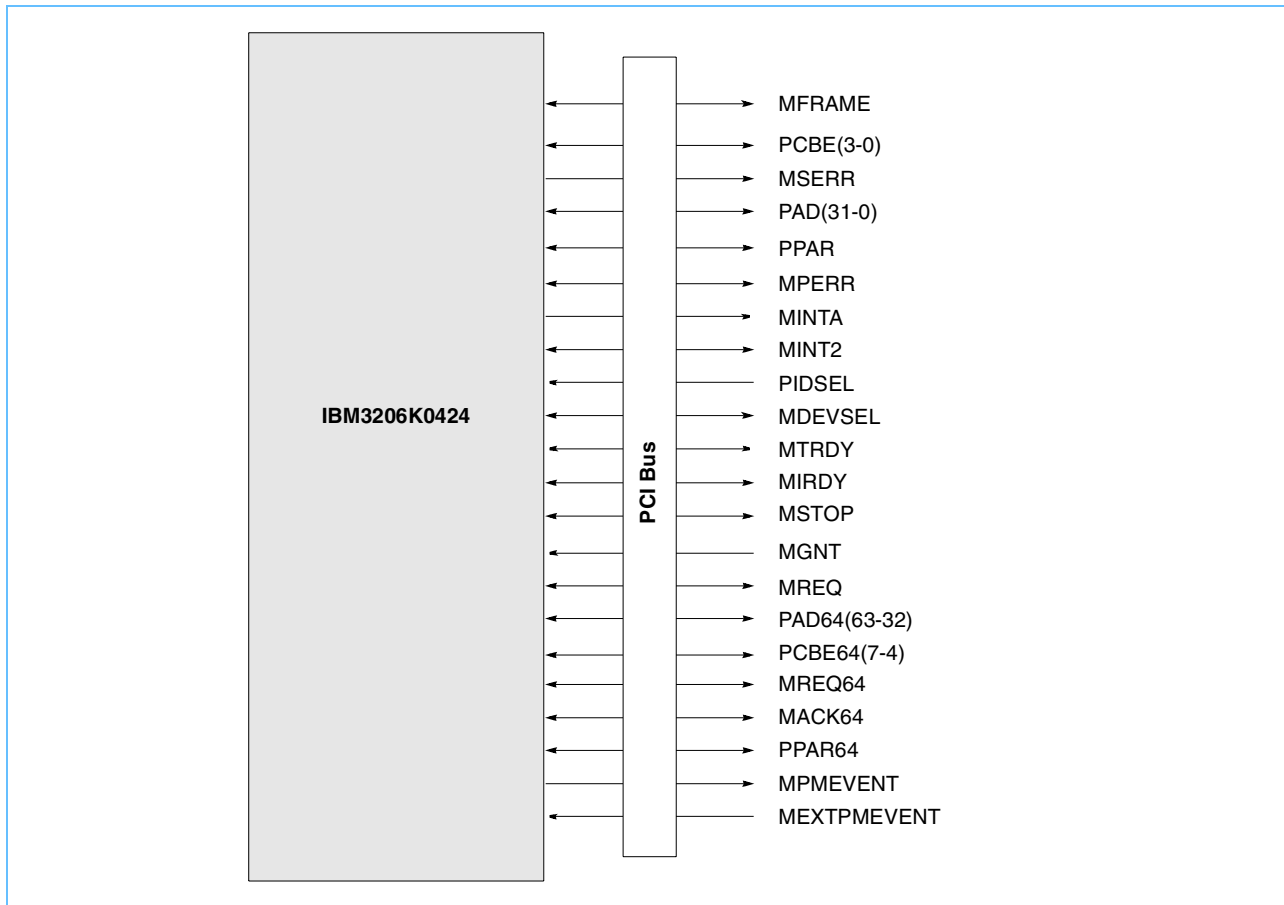 IBM3206K0424
PCI Bus
MFRAME
PCBE(3-0)
MSERR
PAD(31-0)
PPAR
MPERR
MINTA
MINT2
PIDSEL
MDEVSEL
MTRDY
MIRDY
MSTOP
MGNT
MREQ
PAD64(63-32)
PCBE64(7-4)
MREQ64
MACK64
PPAR64
MPMEVENT
MEXTPMEVENT